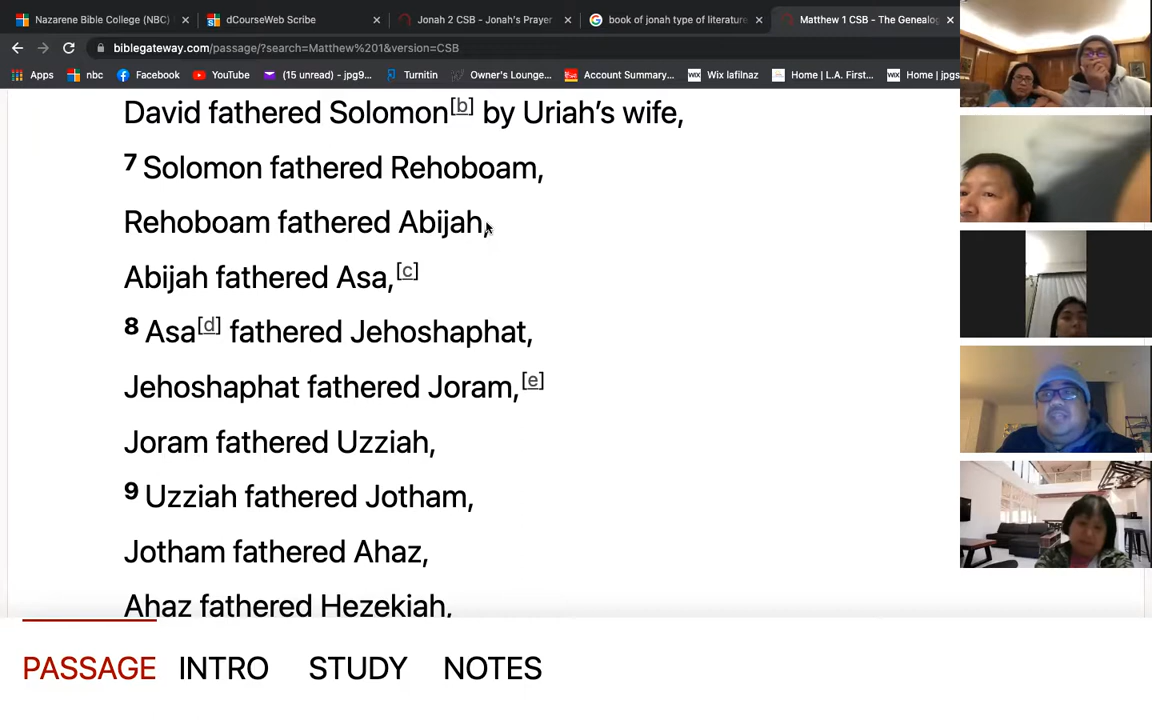 Nazarene Bible College (NBC)
dCourseWeb Scribe
Jonah 2 CSB - Jonah's Prayer
book of jonah type of literature
Matthew 1 CSB - The Genealog
biblegateway.com/passage/?search=Matthew%201&version=CSB
Apps nbc Facebook YouTube (15 unread) - jpg9... Turnitin Owner's Lounge... Account Summary... Wix lafilnaz Home | L.A. First... Home | jpgs
David fathered Solomon[b] by Uriah’s wife,
7 Solomon fathered Rehoboam,
Rehoboam fathered Abijah,
Abijah fathered Asa,[c]
8 Asa[d] fathered Jehoshaphat,
Jehoshaphat fathered Joram,[e]
Joram fathered Uzziah,
9 Uzziah fathered Jotham,
Jotham fathered Ahaz,
Ahaz fathered Hezekiah,
PASSAGE INTRO STUDY NOTES